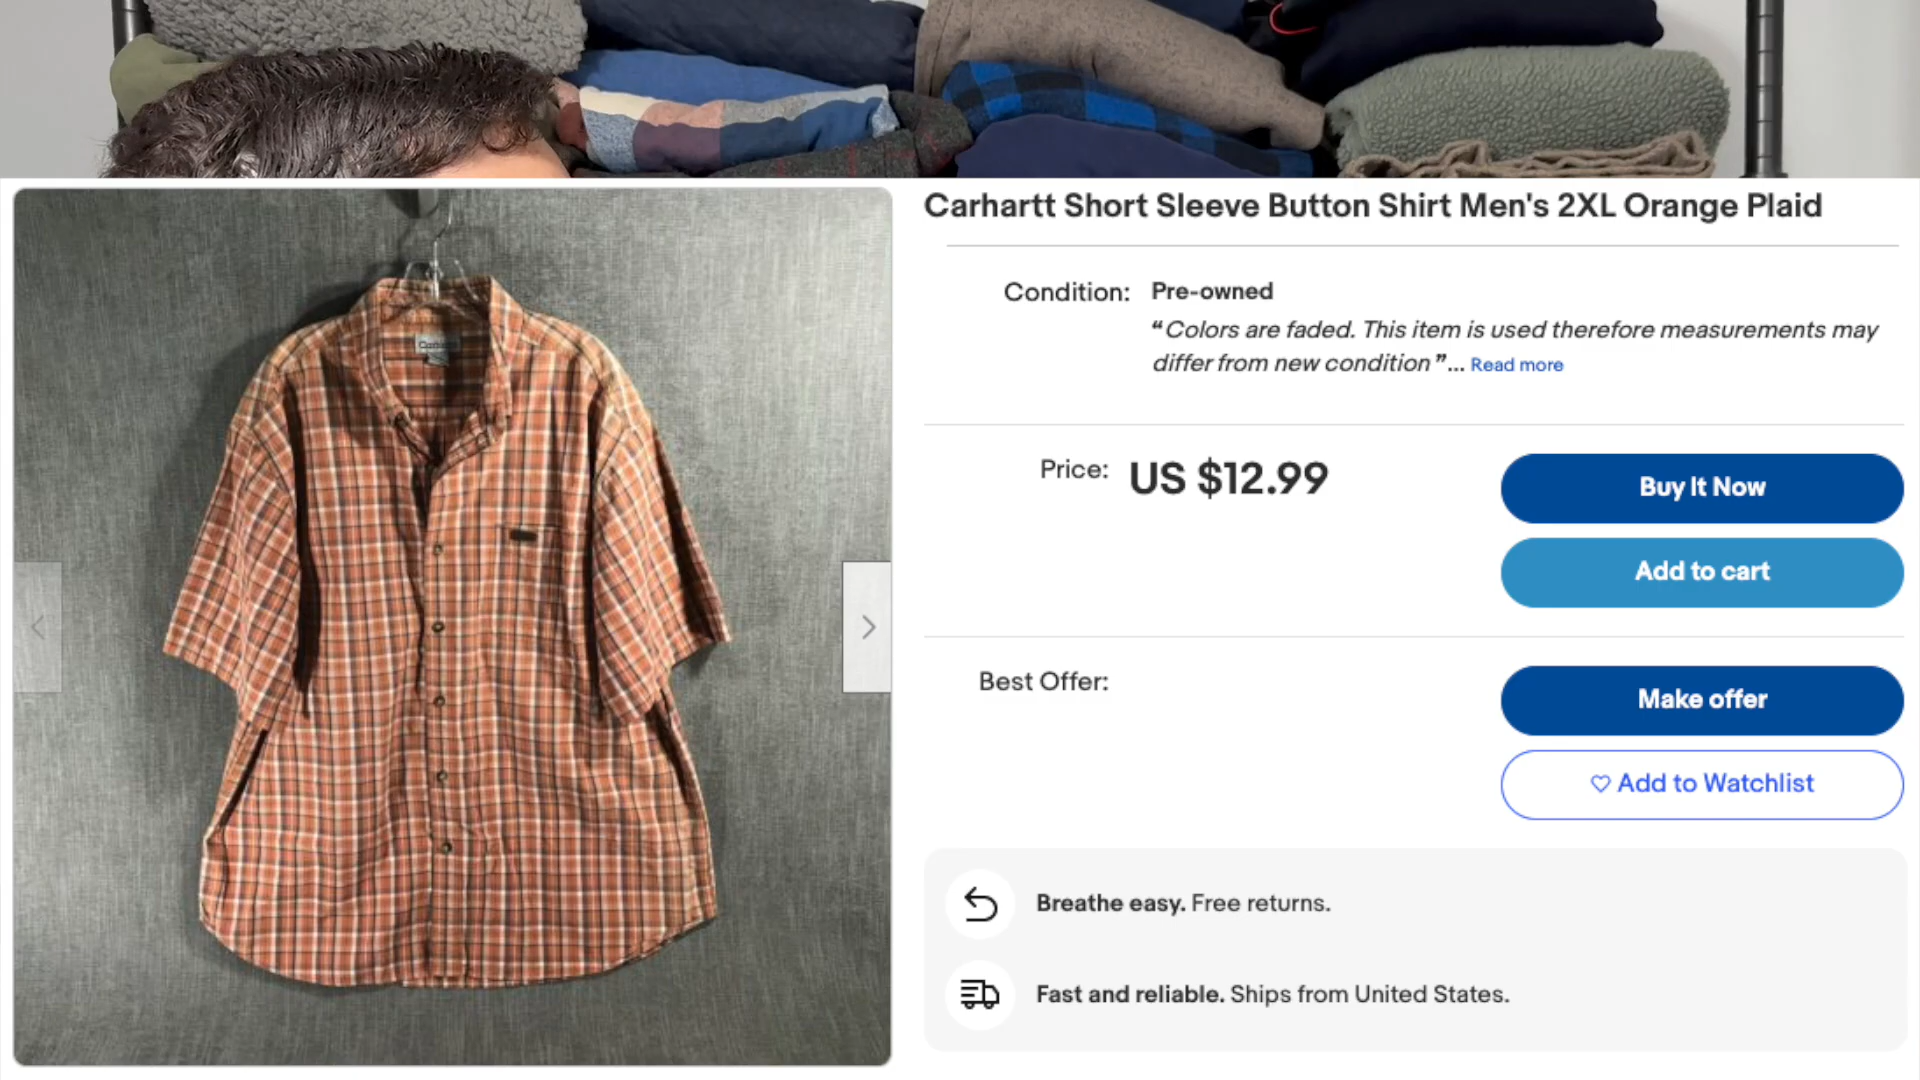 Carhartt Short Sleeve Button Shirt Men's 2XL Orange Plaid
Condition: Pre-owned
“Colors are faded. This item is used therefore measurements may
differ from new condition”... Read more
Price: US $12.99
Buy It Now
Add to cart
Best Offer:
Make offer
Add to Watchlist
Breathe easy. Free returns.
Fast and reliable. Ships from United States.